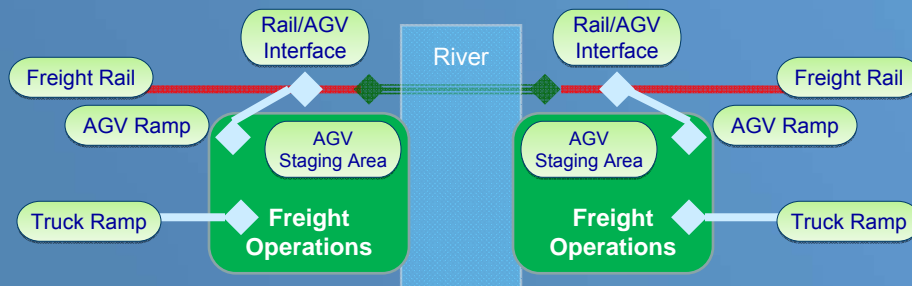 Rail/AGV
Interface
River
Rail/AGV
Interface
Freight Rail
Freight Rail
AGV Ramp
AGV
Staging Area
AGV
Staging Area
AGV Ramp
Truck Ramp
Freight
Operations
Freight
Operations
Truck Ramp